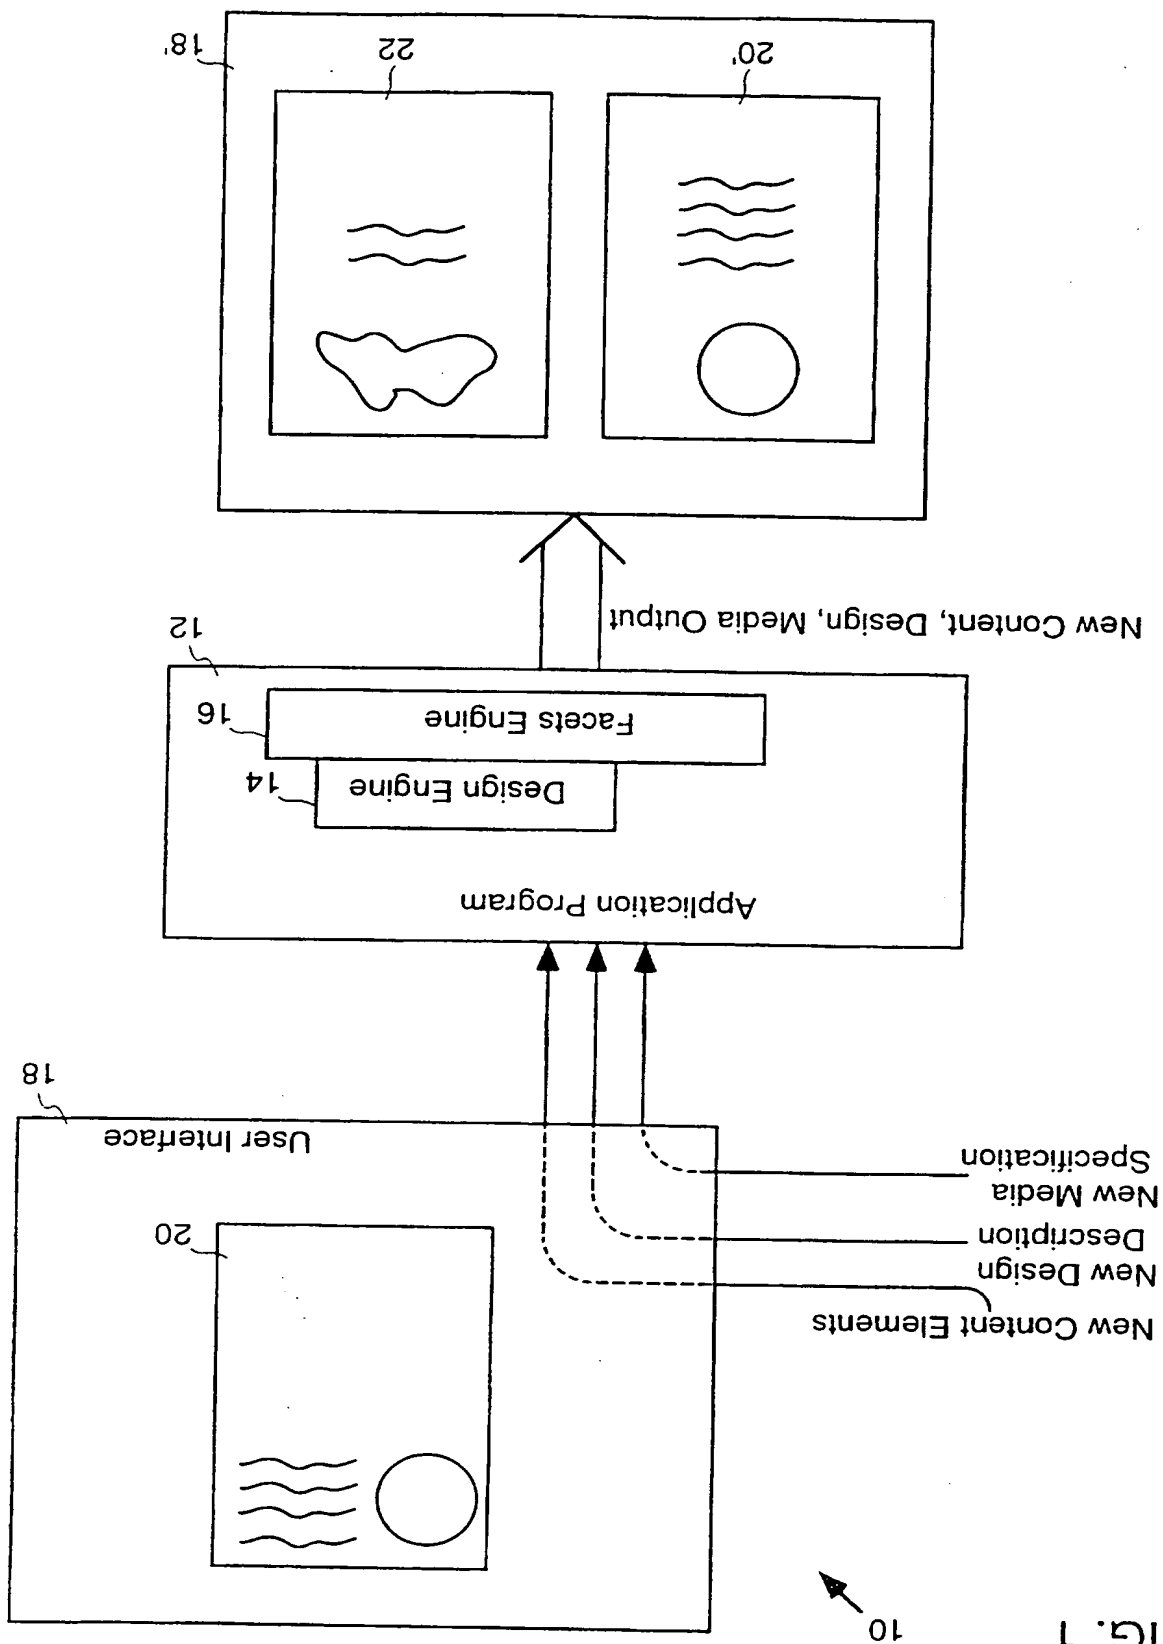 IG. 1
10
New Content Elements
New Design
Description
New Media
Specification
20
User Interface
18
Application Program
Design Engine
14
Facets Engine
16
12
New Content, Design, Media Output
20'
22
18'